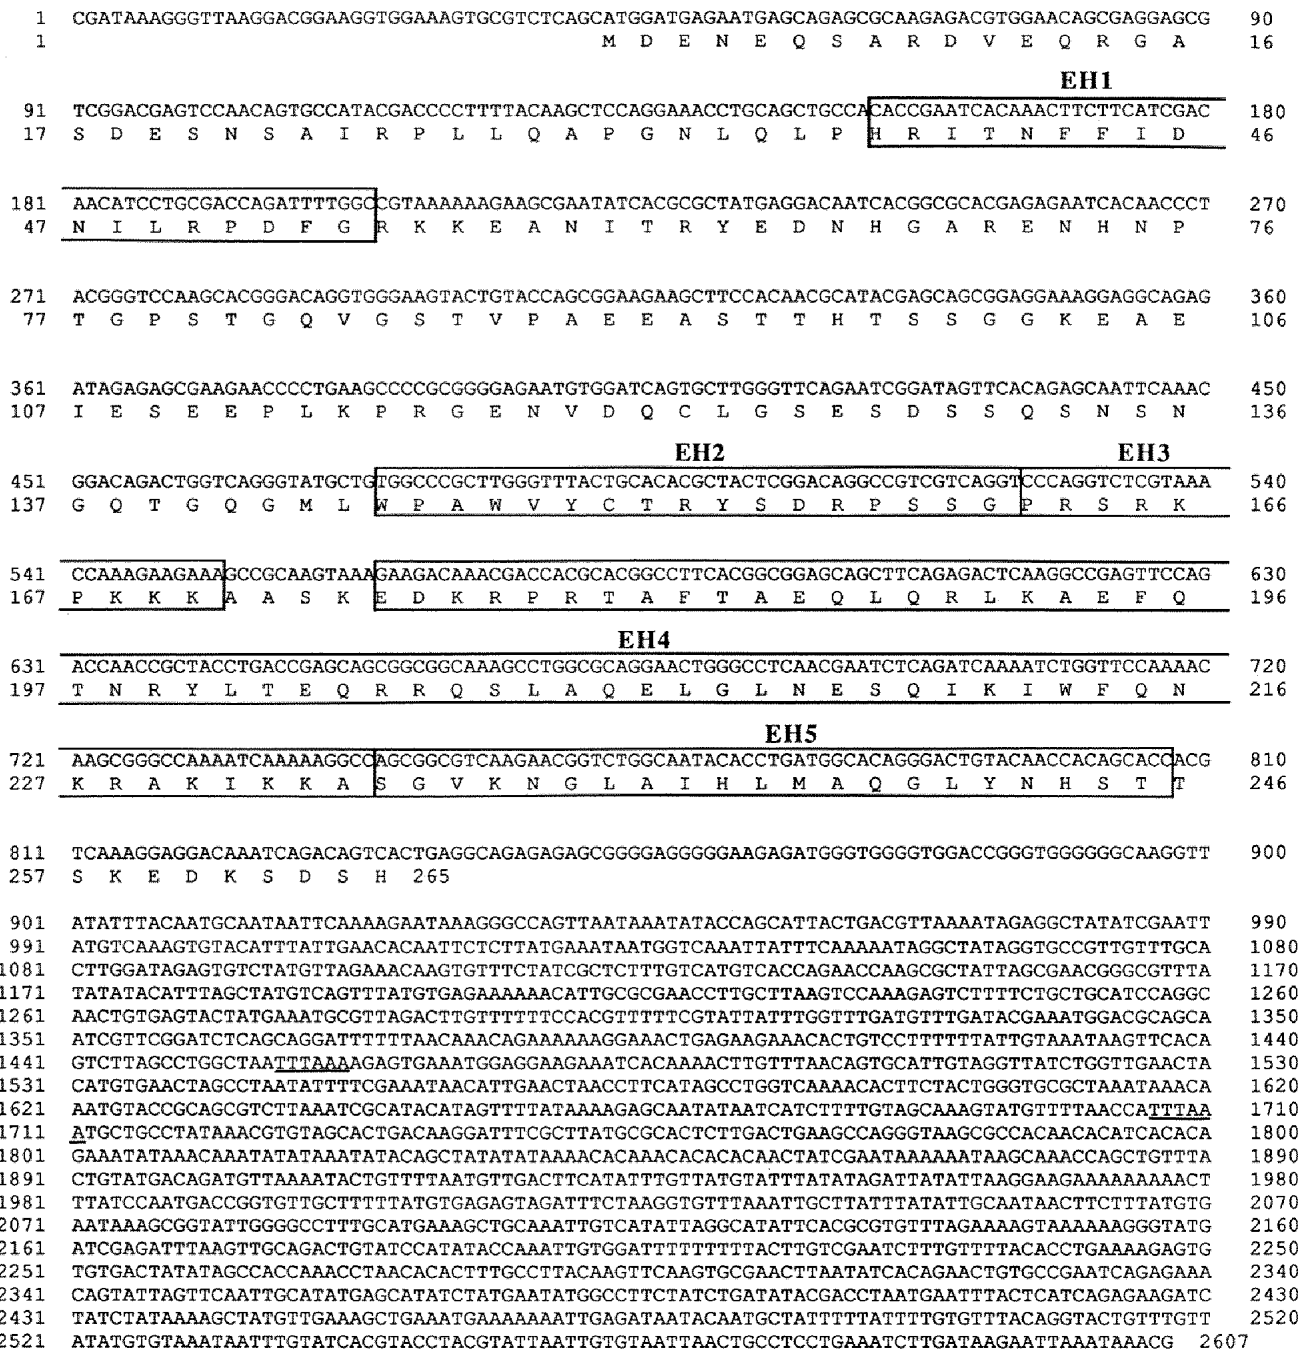 1 CGATAAAGGGTTAAGGACGGAAGGTGGAAAGTGCGTCTCAGCATGGATGAGAATGAGCAGAGCGCAAGAGACGTGGAACAGCGAGGAGCG 90
1 M D E N E Q S A R D V E Q R G A 16
EH1
91 TCGGACGAGTCCAACAGTGCCATACGACCCCTTTTACAAGCTCCAGGAAACCTGCAGCTGCCACACCGAATCACAAACTTCTTCATCGAC 180
17 S D E S N S A I R P L L Q A P G N L Q L P H R I T N F F I D 46
181 AACATCCTGCGACCAGATTTTGGCCGTAAAAAAGAAGCGAATATCACGCGCTATGAGGACAATCACGGCGCACGAGAGAATCACAACCCT 270
47 N I L R P D F G R K K E A N I T R Y E D N H G A R E N H N P 76
271 ACGGGTCCAAGCACGGGACAGGTGGGAAGTACTGTACCAGCGGAAGAAGCTTCCACAACGCATACGAGCAGCGGAGGAAAGGAGGCAGAG 360
77 T G P S T G Q V G S T V P A E E A S T T H T S S G G K E A E 106
361 ATAGAGAGCGAAGAACCCCTGAAGCCCCGCGGGGAGAATGTGGATCAGTGCTTGGGTTCAGAATCGGATAGTTCACAGAGCAATTCAAAC 450
107 I E S E E P L K P R G E N V D Q C L G S E S D S S Q S N S N 136
EH2 EH3
451 GGACAGACTGGTCAGGGTATGCTGTGGCCCGCTTGGGTTTACTGCACACGCTACTCGGACAGGCCGTCGTCAGGTCCCAGGTCTCGTAAA 540
137 G Q T G Q G M L W P A W V Y C T R Y S D R P S S G P R S R K 166
541 CCAAAGAAGAAAGCCGCAAGTAAAGAAGACAAACGACCACGCACGGCCTTCACGGCGGAGCAGCTTCAGAGACTCAAGGCCGAGTTCCAG 630
167 P K K K A A S K E D K R P R T A F T A E Q L Q R L K A E F Q 196
EH4
631 ACCAACCGCTACCTGACCGAGCAGCGGCGGCAAAGCCTGGCGCAGGAACTGGGCCTCAACGAATCTCAGATCAAAATCTGGTTCCAAAAC 720
197 T N R Y L T E Q R R Q S L A Q E L G L N E S Q I K I W F Q N 216
EH5
721 AAGCGGGCCAAAATCAAAAAGGCCAGCGGCGTCAAGAACGGTCTGGCAATACACCTGATGGCACAGGGACTGTACAACCACAGCACCACG 810
227 K R A K I K K A S G V K N G L A I H L M A Q G L Y N H S T T 246
811 TCAAAGGAGGACAAATCAGACAGTCACTGAGGCAGAGAGAGCGGGGAGGGGGAAGAGATGGGTGGGGTGGACCGGGTGGGGGGCAAGGTT 900
257 S K E D K S D S H 265
901 ATATTTACAATGCAATAATTCAAAAGAATAAAGGGCCAGTTAATAAATATACCAGCATTACTGACGTTAAAATAGAGGCTATATCGAATT 990
991 ATGTCAAAGTGTACATTTATTGAACACAATTCTCTTATGAAATAATGGTCAAATTATTTCAAAAATAGGCTATAGGTGCCGTTGTTTGCA 1080
1081 CTTGGATAGAGTGTCTATGTTAGAAACAAGTGTTTCTATCGCTCTTTGTCATGTCACCAGAACCAAGCGCTATTAGCGAACGGGCGTTTA 1170
1171 TATATACATTTAGCTATGTCAGTTTATGTGAGAAAAAACATTGCGCGAACCTTGCTTAAGTCCAAAGAGTCTTTTCTGCTGCATCCAGGC 1260
1261 AACTGTGAGTACTATGAAATGCGTTAGACTTGTTTTTTCCACGTTTTTCGTATTATTTGGTTTGATGTTTGATACGAAATGGACGCAGCA 1350
1351 ATCGTTCGGATCTCAGCAGGATTTTTTAACAAACAGAAAAAAGGAAACTGAGAAGAAACACTGTCCTTTTTTATTGTAAATAAGTTCACA 1440
1441 GTCTTAGCCTGGCTAATTTAAAAGAGTGAAATGGAGGAAGAAATCACAAAACTTGTTTAACAGTGCATTGTAGGTTATCTGGTTGAACTA 1530
1531 CATGTGAACTAGCCTAATATTTTCGAAATAACATTGAACTAACCTTCATAGCCTGGTCAAAACACTTCTACTGGGTGCGCTAAATAAACA 1620
1621 AATGTACCGCAGCGTCTTAAATCGCATACATAGTTTTATAAAAGAGCAATATAATCATCTTTTGTAGCAAAGTATGTTTTAACCATTTAA 1710
1711 ATGCTGCCTATAAACGTGTAGCACTGACAAGGATTTCGCTTATGCGCACTCTTGACTGAAGCCAGGGTAAGCGCCACAACACATCACACA 1800
1801 GAAATATAAACAAATATATAAATATACAGCTATATATAAAACACAAACACACACAACTATCGAATAAAAAATAAGCAAACCAGCTGTTTA 1890
1891 CTGTATGACAGATGTTAAAATACTGTTTTAATGTTGACTTCATATTTGTTATGTATTTATATAGATTATATTAAGGAAGAAAAAAAAACT 1980
1981 TTATCCAATGACCGGTGTTGCTTTTTATGTGAGAGTAGATTTCTAAGGTGTTTAAATTGCTTATTTATATTGCAATAACTTCTTTATGTG 2070
2071 AATAAAGCGGTATTGGGGCCTTTGCATGAAAGCTGCAAATTGTCATATTAGGCATATTCACGCGTGTTTAGAAAAGTAAAAAAGGGTATG 2160
2161 ATCGAGATTTAAGTTGCAGACTGTATCCATATACCAAATTGTGGATTTTTTTTTACTTGTCGAATCTTTGTTTTACACCTGAAAAGAGTG 2250
2251 TGTGACTATATAGCCACCAAACCTAACACACTTTGCCTTACAAGTTCAAGTGCGAACTTAATATCACAGAACTGTGCCGAATCAGAGAAA 2340
2341 CAGTATTAGTTCAATTGCATATGAGCATATCTATGAATATGGCCTTCTATCTGATATACGACCTAATGAATTTACTCATCAGAGAAGATC 2430
2431 TATCTATAAAAGCTATGTTGAAAGCTGAAATGAAAAAAATTGAGATAATACAATGCTATTTTTATTTTGTGTTTACAGGTACTGTTTGTT 2520
2521 ATATGTGTAAATAATTTGTATCACGTACCTACGTATTAATTGTGTAATTAACTGCCTCCTGAAATCTTGATAAGAATTAAATAAACG 2607